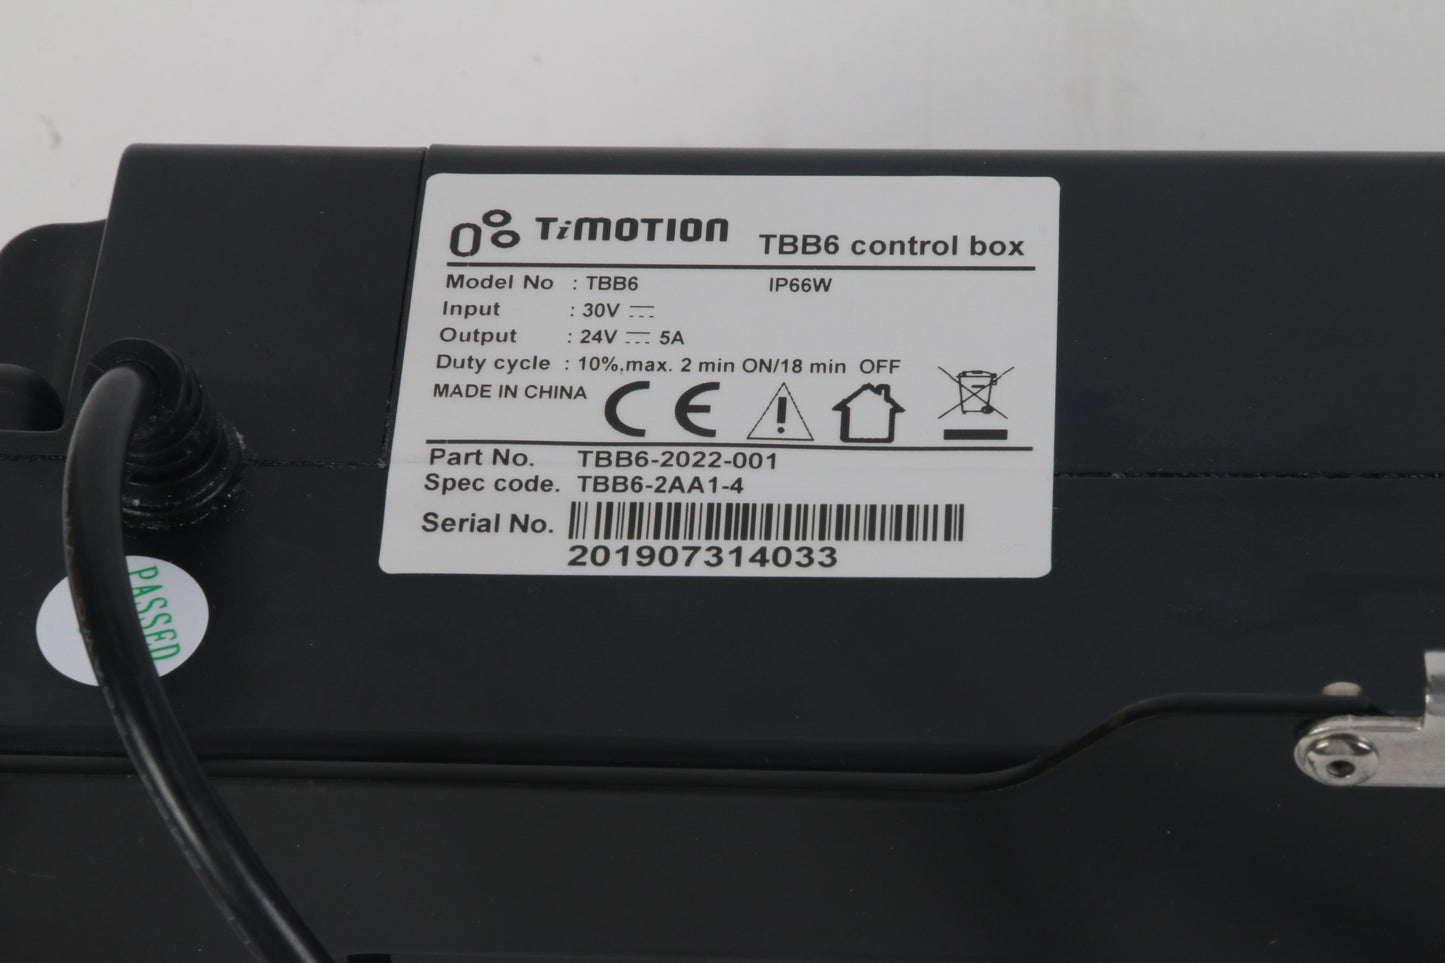 TiMOTION TBB6 control box
Model No : TBB6 IP66W
Input : 30V
Output : 24V 5A
Duty cycle : 10%,max. 2 min ON/18 min OFF
MADE IN CHINA CE
Part No. TBB6-2022-001
Spec code. TBB6-2AA1-4
Serial No.
201907314033
PASSED